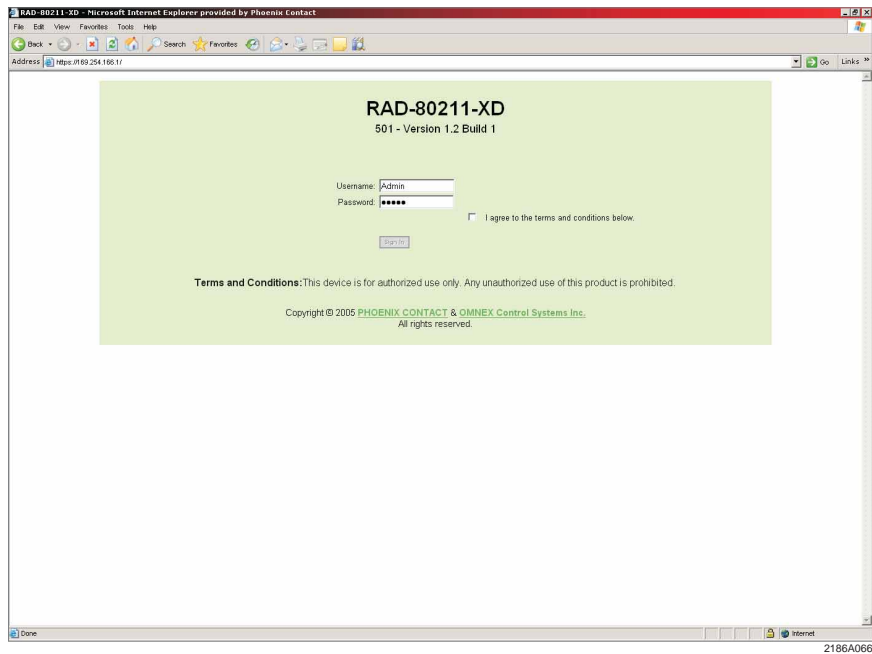 RAD-80211-XD - Microsoft Internet Explorer provided by Phoenix Contact
File Edit View Favorites Tools Help
Back Search Favorites
Address https://169.254.166.1/ Go Links »
RAD-80211-XD
501 - Version 1.2 Build 1
Username: Admin
Password: •••••
I agree to the terms and conditions below.
Sign In
Terms and Conditions:This device is for authorized use only. Any unauthorized use of this product is prohibited.
Copyright © 2005 PHOENIX CONTACT & OMNEX Control Systems Inc.
All rights reserved.
Done Internet
2186A066